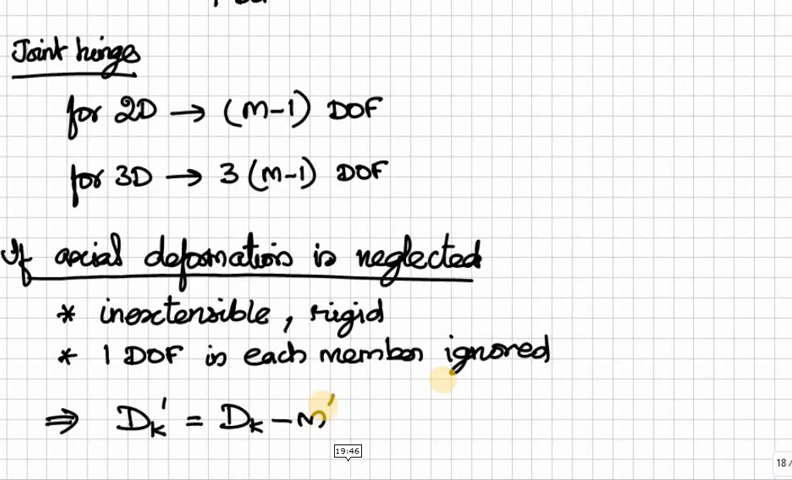 Joint hinges
for 2D → (m-1) DOF
for 3D → 3(m-1) DOF
If axial deformation is neglected
* inextensible, rigid
* 1 DOF in each member ignored
⇒ Dk' = Dk - m'
19:46
18 /